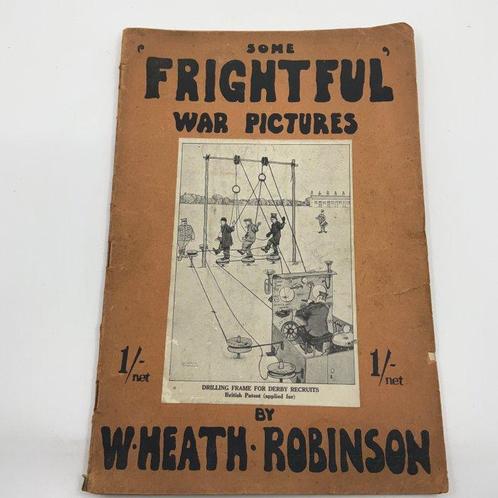 SOME
'FRIGHTFUL'
WAR PICTURES
1/-
net
1/-
net
DRILLING FRAME FOR DERBY RECRUITS
British Patent (applied for)
BY
W. HEATH. ROBINSON